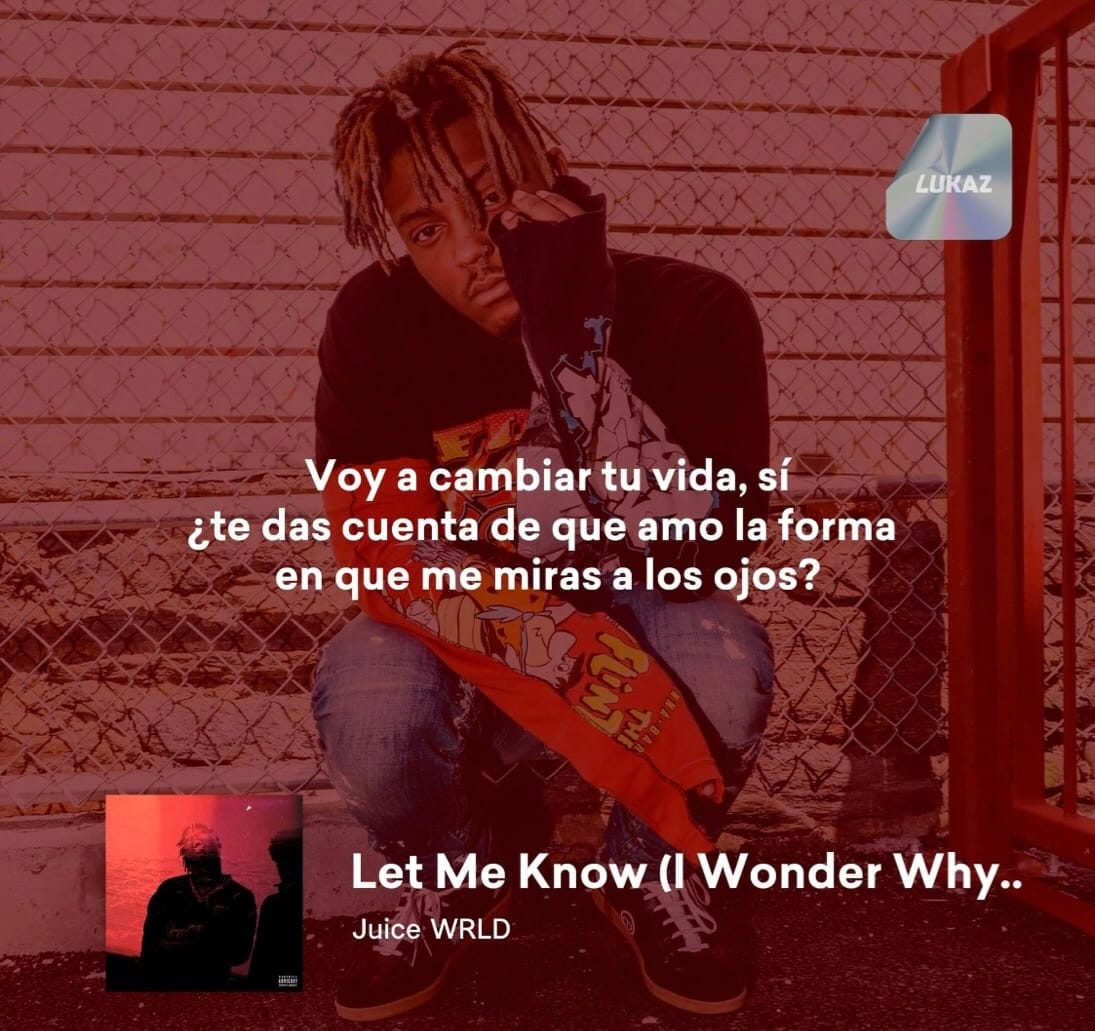 LUKAZ
Voy a cambiar tu vida, sí
¿te das cuenta de que amo la forma
en que me miras a los ojos?
THE
Let Me Know (I Wonder Why..
Juice WRLD